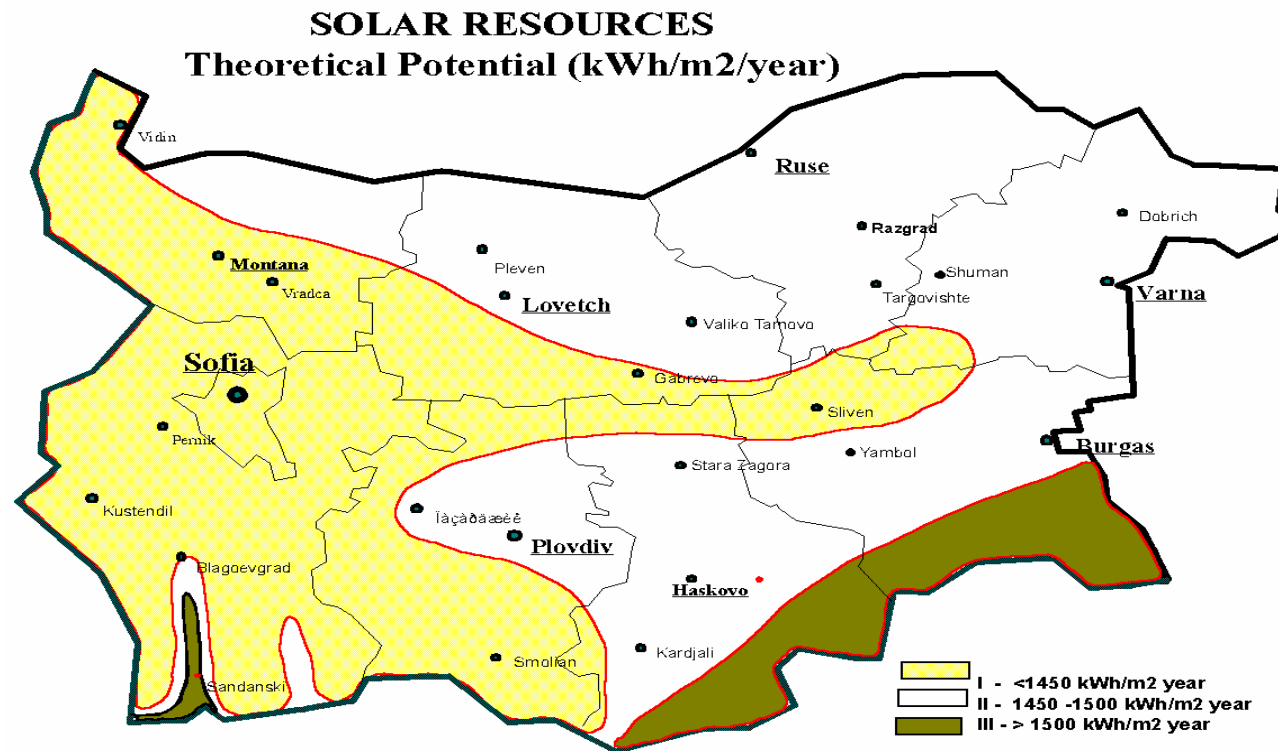 SOLAR RESOURCES
Theoretical Potential (kWh/m2/year)
Vidin
Ruse
Razgrad
Dobrich
Montana
Vradca
Pleven
Lovetch
Shuman
Targovishte
Varna
Valiko Tarnovo
Sofia
Gabrevo
Sliven
Pernik
Burgas
Yambol
Stara Zagora
Kustendil
Ïàçàðäæèê
Plovdiv
Blagoevgrad
Haskovo
Kardjali
Smolian
Sandanski
I - <1450 kWh/m2 year
II - 1450 -1500 kWh/m2 year
III - > 1500 kWh/m2 year